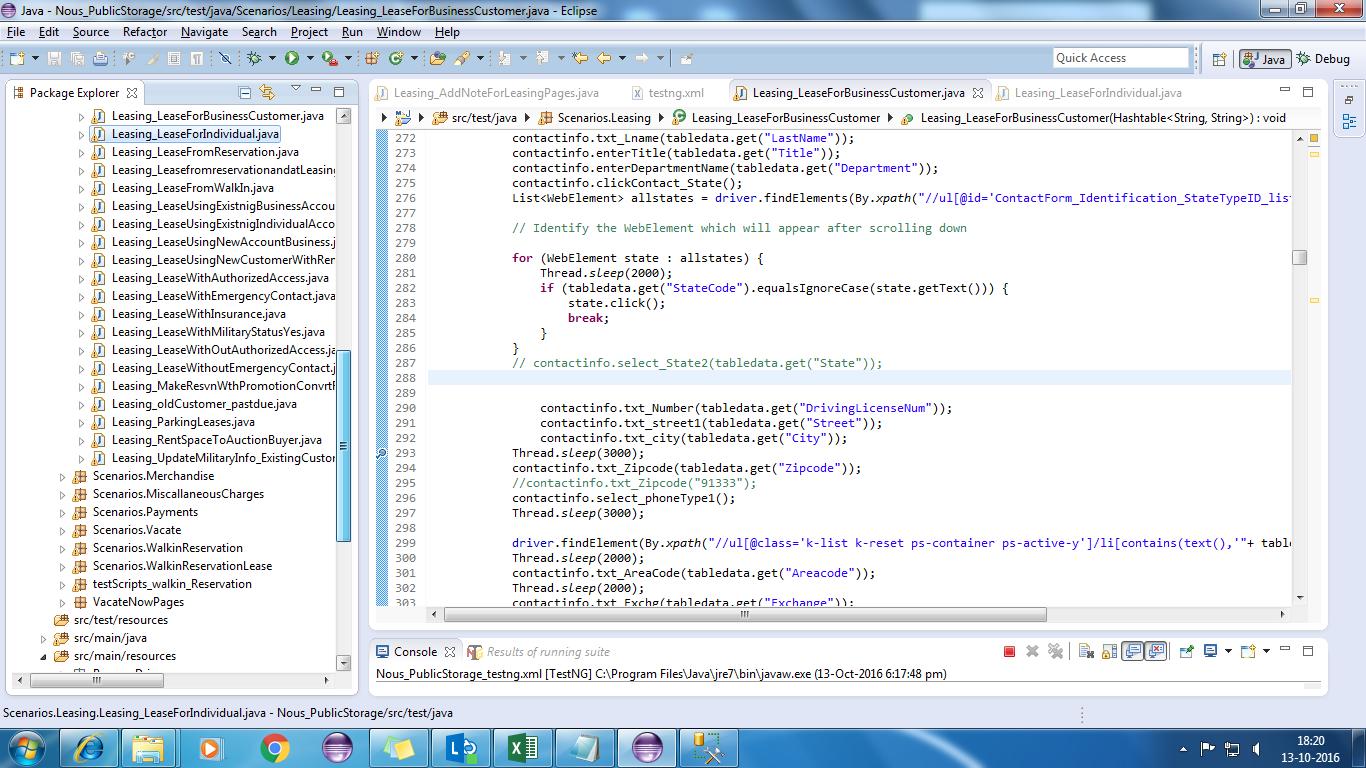 Java - Nous_PublicStorage/src/test/java/Scenarios/Leasing/Leasing_LeaseForBusinessCustomer.java - Eclipse
File Edit Source Refactor Navigate Search Project Run Window Help
Quick Access
Java
Debug
Package Explorer
Leasing_LeaseForBusinessCustomer.java
Leasing_LeaseForIndividual.java
Leasing_LeaseFromReservation.java
Leasing_LeasefromreservationandatLeasing
Leasing_LeaseFromWalkIn.java
Leasing_LeaseUsingExistnigBusinessAccou
Leasing_LeaseUsingExistnigIndividualAcco
Leasing_LeaseUsingNewAccountBusiness.j
Leasing_LeaseUsingNewCustomerWithRer
Leasing_LeaseWithAuthorizedAccess.java
Leasing_LeaseWithEmergencyContact.java
Leasing_LeaseWithInsurance.java
Leasing_LeaseWithMilitaryStatusYes.java
Leasing_LeaseWithOutAuthorizedAccess.ja
Leasing_LeaseWithoutEmergencyContact.j
Leasing_MakeResvnWthPromotionConvrtF
Leasing_oldCustomer_pastdue.java
Leasing_ParkingLeases.java
Leasing_RentSpaceToAuctionBuyer.java
Leasing_UpdateMilitaryInfo_ExistingCustor
Scenarios.Merchandise
Scenarios.MiscallaneousCharges
Scenarios.Payments
Scenarios.Vacate
Scenarios.WalkinReservation
Scenarios.WalkinReservationLease
testScripts_walkin_Reservation
VacateNowPages
src/test/resources
src/main/java
src/main/resources
Leasing_AddNoteForLeasingPages.java
testng.xml
Leasing_LeaseForBusinessCustomer.java
Leasing_LeaseForIndividual.java
src/test/java
Scenarios.Leasing
Leasing_LeaseForBusinessCustomer
Leasing_LeaseForBusinessCustomer(Hashtable<String, String>) : void
272 contactinfo.txt_Lname(tabledata.get("LastName"));
273 contactinfo.enterTitle(tabledata.get("Title"));
274 contactinfo.enterDepartmentName(tabledata.get("Department"));
275 contactinfo.clickContact_State();
276 List<WebElement> allstates = driver.findElements(By.xpath("//ul[@id='ContactForm_Identification_StateTypeID_list
277
278 // Identify the WebElement which will appear after scrolling down
279
280 for (WebElement state : allstates) {
281 Thread.sleep(2000);
282 if (tabledata.get("StateCode").equalsIgnoreCase(state.getText())) {
283 state.click();
284 break;
285 }
286 }
287 // contactinfo.select_State2(tabledata.get("State"));
288
289
290 contactinfo.txt_Number(tabledata.get("DrivingLicenseNum"));
291 contactinfo.txt_street1(tabledata.get("Street"));
292 contactinfo.txt_city(tabledata.get("City"));
293 Thread.sleep(3000);
294 contactinfo.txt_Zipcode(tabledata.get("Zipcode"));
295 //contactinfo.txt_Zipcode("91333");
296 contactinfo.select_phoneType1();
297 Thread.sleep(3000);
298
299 driver.findElement(By.xpath("//ul[@class='k-list k-reset ps-container ps-active-y']/li[contains(text(),'"+ table
300 Thread.sleep(2000);
301 contactinfo.txt_AreaCode(tabledata.get("Areacode"));
302 Thread.sleep(2000);
303 contactinfo.txt_Exchg(tabledata.get("Exchange"));
Console
Results of running suite
Nous_PublicStorage_testng.xml [TestNG] C:\Program Files\Java\jre7\bin\javaw.exe (13-Oct-2016 6:17:48 pm)
Scenarios.Leasing.Leasing_LeaseForIndividual.java - Nous_PublicStorage/src/test/java
18:20
13-10-2016